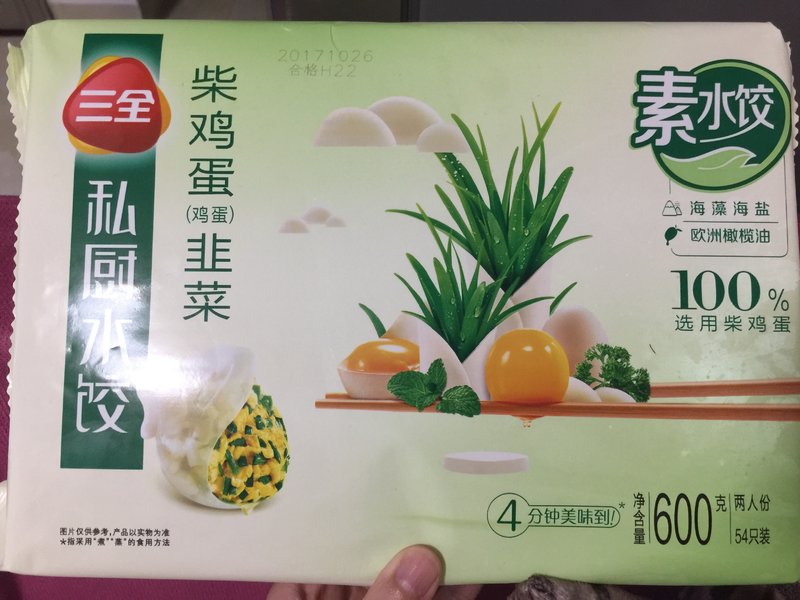 20171026
合格H22
三全
私厨水饺
柴鸡蛋
(鸡蛋)
韭菜
素水饺
海藻海盐
欧洲橄榄油
100%
选用柴鸡蛋
4分钟美味到!*
净含量600克
两人份
54只装
图片仅供参考,产品以实物为准
*指采用"煮""蒸"的食用方法